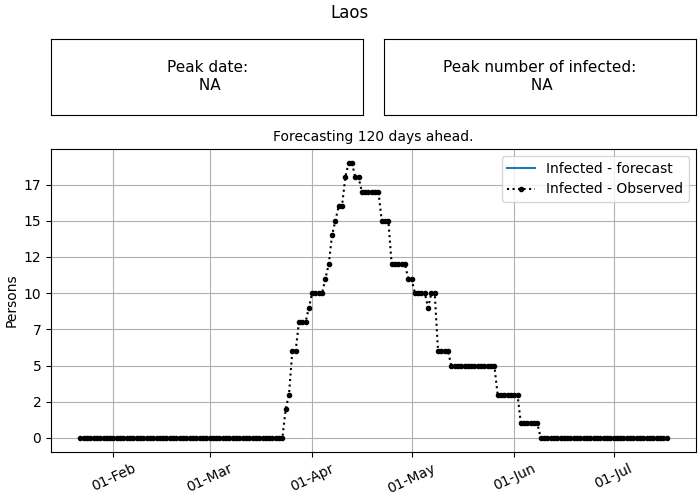 Laos
Peak date:
NA
Peak number of infected:
NA
Forecasting 120 days ahead.
Infected - forecast
Infected - Observed
Persons
17
15
12
10
7
5
2
0
01-Feb
01-Mar
01-Apr
01-May
01-Jun
01-Jul